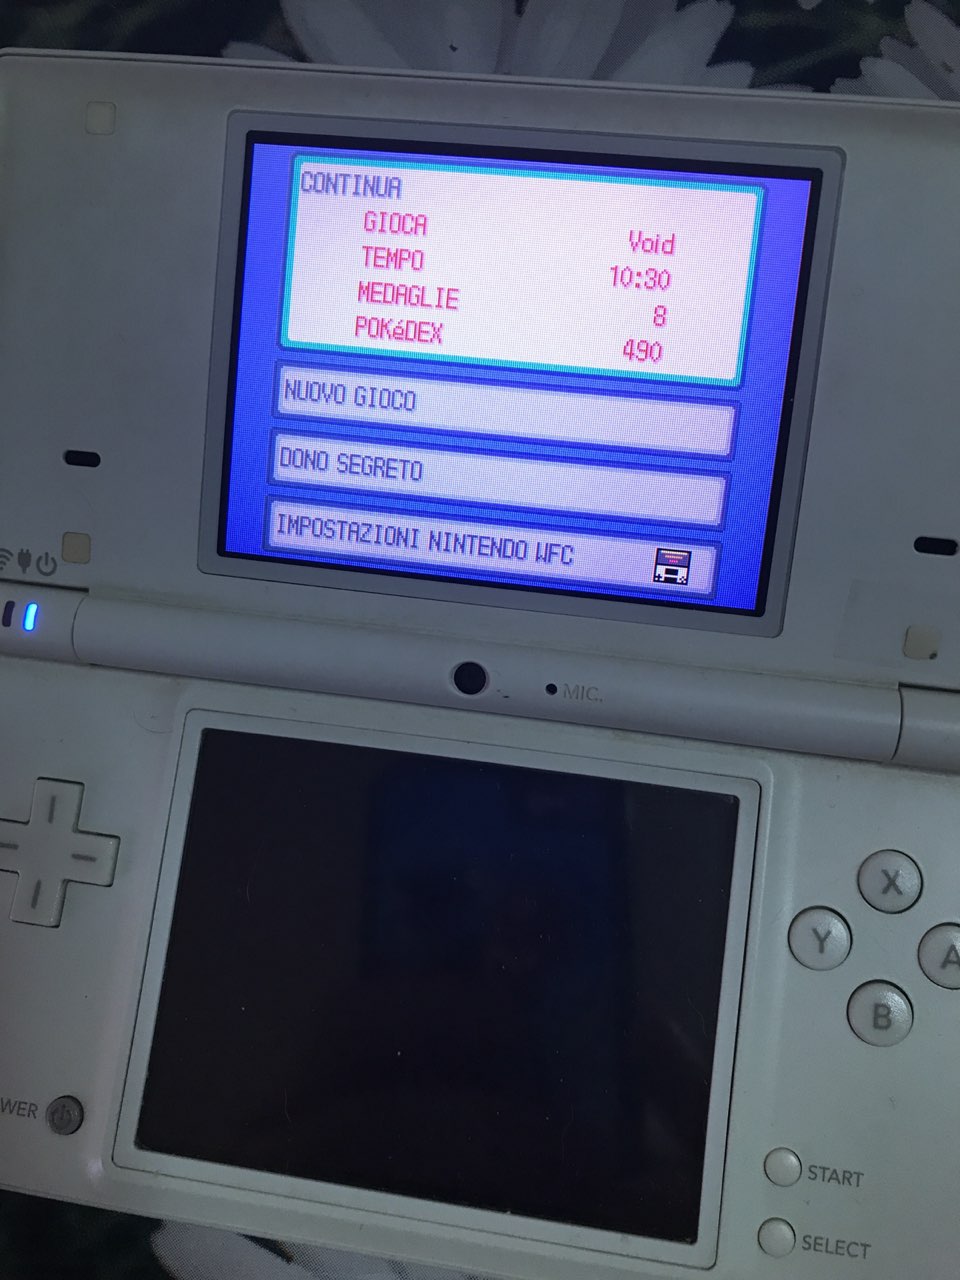 CONTINUA
GIOCA Void
TEMPO 10:30
MEDAGLIE 8
POKéDEX 490
NUOVO GIOCO
DONO SEGRETO
IMPOSTAZIONI NINTENDO WFC
MIC.
X
Y
A
B
WER
START
SELECT